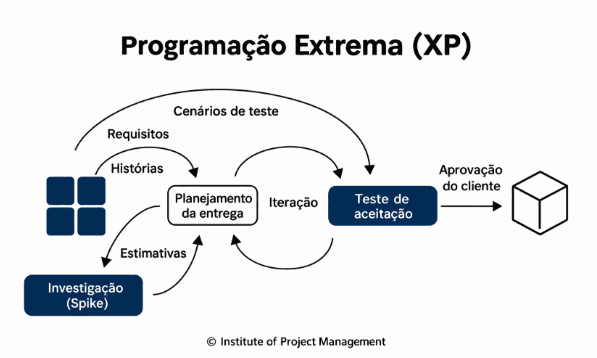 Programação Extrema (XP)
Cenários de teste
Requisitos
Histórias
Planejamento
da entrega
Iteração
Teste de
aceitação
Aprovação
do cliente
Estimativas
Investigação
(Spike)
© Institute of Project Management